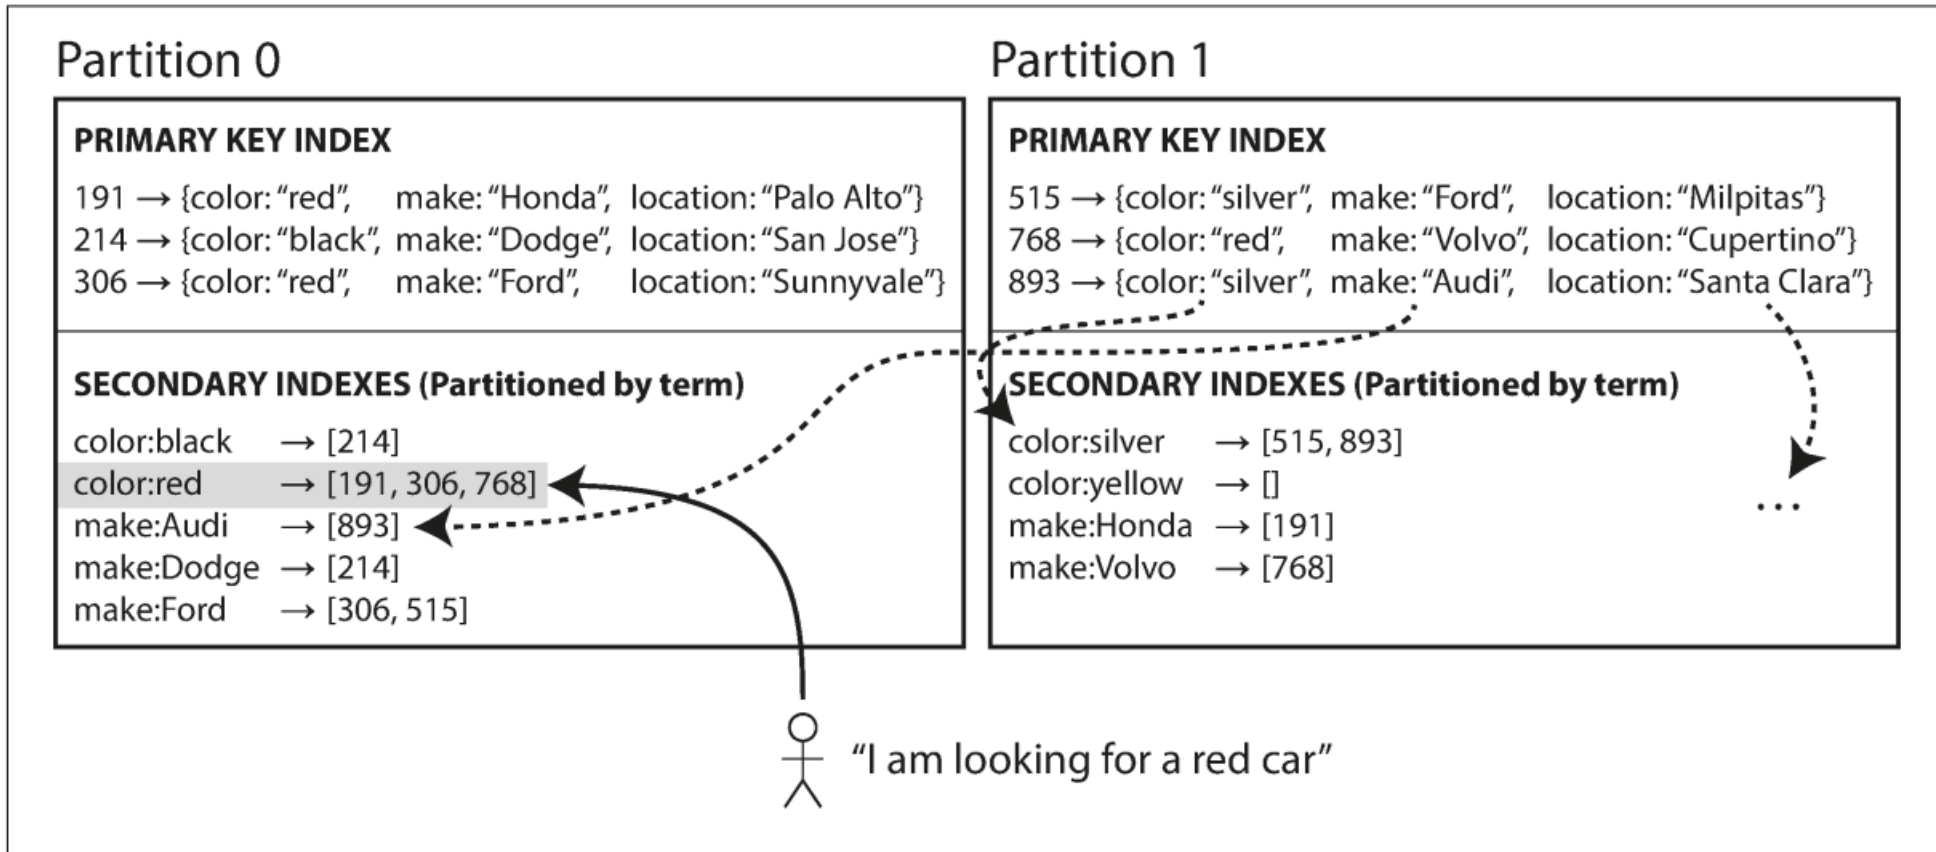 Partition 0
PRIMARY KEY INDEX
191 → {color: “red”, make: “Honda”, location: “Palo Alto”}
214 → {color: “black”, make: “Dodge”, location: “San Jose”}
306 → {color: “red”, make: “Ford”, location: “Sunnyvale”}
SECONDARY INDEXES (Partitioned by term)
color:black → [214]
color:red → [191, 306, 768]
make:Audi → [893]
make:Dodge → [214]
make:Ford → [306, 515]
Partition 1
PRIMARY KEY INDEX
515 → {color: “silver”, make: “Ford”, location: “Milpitas”}
768 → {color: “red”, make: “Volvo”, location: “Cupertino”}
893 → {color: “silver”, make: “Audi”, location: “Santa Clara”}
SECONDARY INDEXES (Partitioned by term)
color:silver → [515, 893]
color:yellow → []
make:Honda → [191]
make:Volvo → [768]
...
“I am looking for a red car”